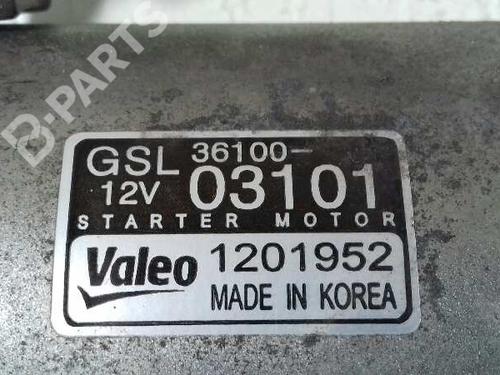 B-PARTS
GSL 36100-
12V 03101
STARTER MOTOR
Valeo 1201952
MADE IN KOREA